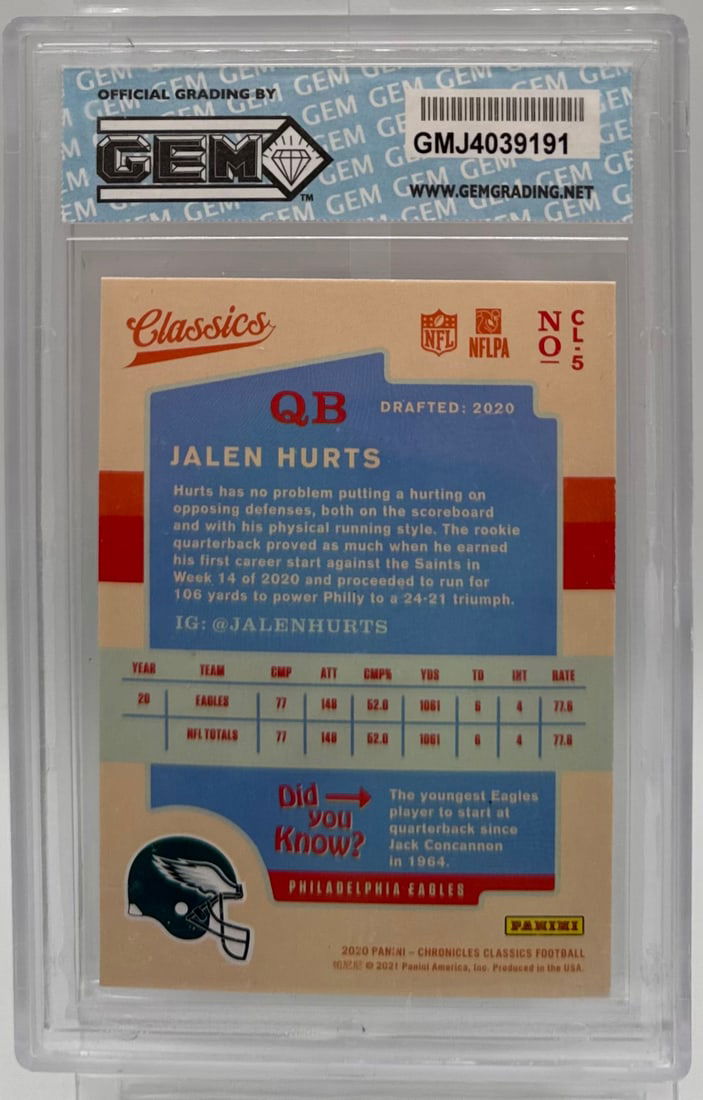 OFFICIAL GRADING BY
GEM
TM
GMJ4039191
WWW.GEMGRADING.NET
Classics
NFL
NFLPA
NO CL-5
QB
DRAFTED: 2020
JALEN HURTS
Hurts has no problem putting a hurting on
opposing defenses, both on the scoreboard
and with his physical running style. The rookie
quarterback proved as much when he earned
his first career start against the Saints in
Week 14 of 2020 and proceeded to run for
106 yards to power Philly to a 24-21 triumph.
IG: @JALENHURTS
YEAR TEAM CMP ATT CMP% YDS TD INT RATE
20 EAGLES 77 148 52.0 1061 6 4 77.6
NFL TOTALS 77 148 52.0 1061 6 4 77.6
Did you Know?
The youngest Eagles
player to start at
quarterback since
Jack Concannon
in 1964.
PHILADELPHIA EAGLES
PANINI
2020 PANINI – CHRONICLES CLASSICS FOOTBALL
© 2021 Panini America, Inc. Produced in the USA.